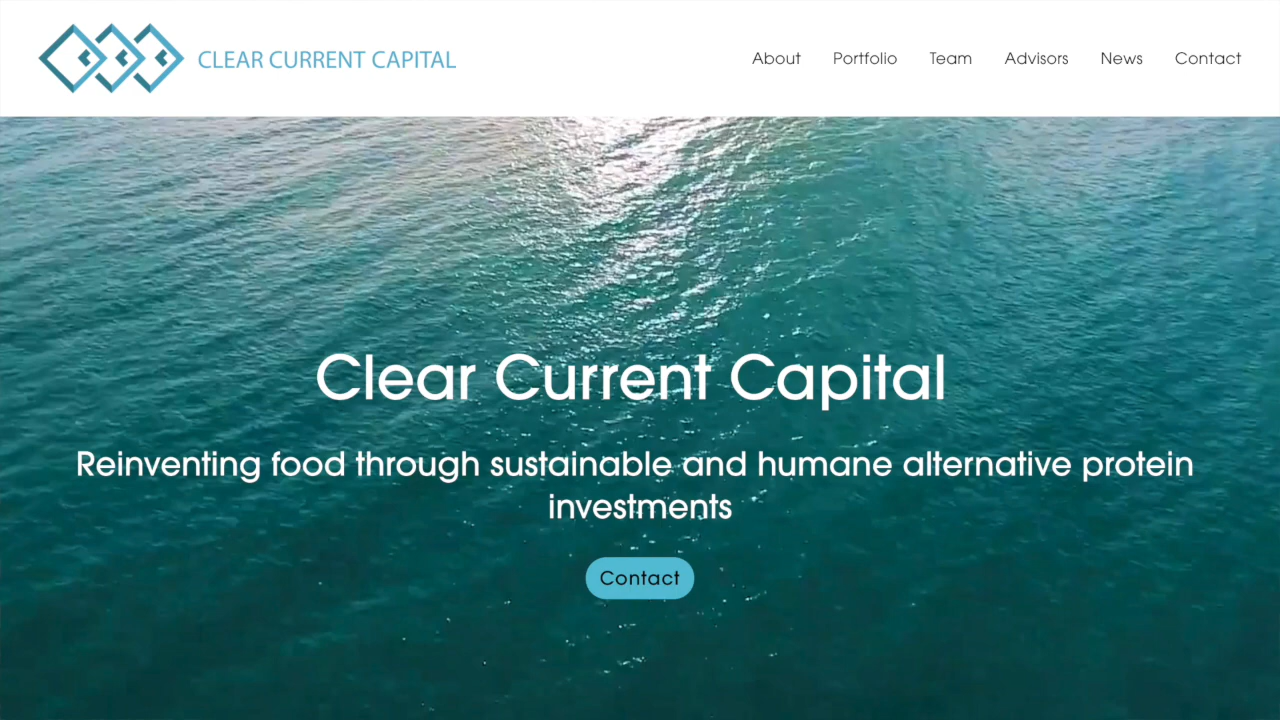 CLEAR CURRENT CAPITAL
About Portfolio Team Advisors News Contact
Clear Current Capital
Reinventing food through sustainable and humane alternative protein
investments
Contact